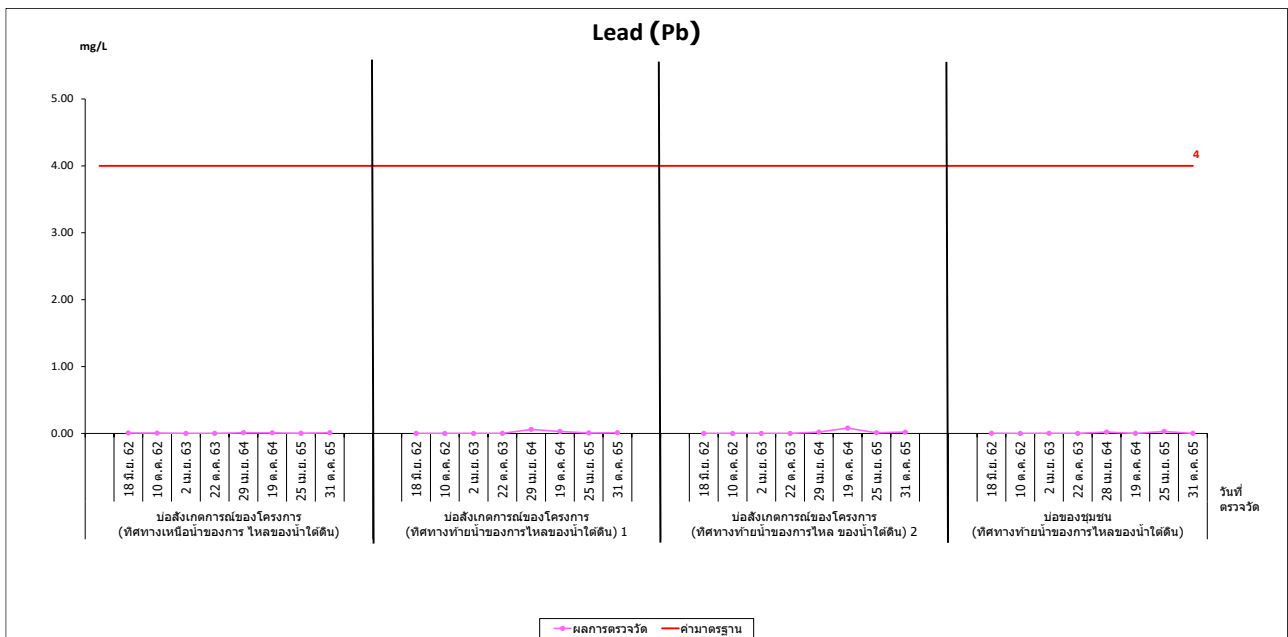 Lead (Pb)
mg/L
5.00
4.00
3.00
2.00
1.00
0.00
4
18 มิ.ย. 62
10 ต.ค. 62
2 เม.ย. 63
22 ต.ค. 63
29 เม.ย. 64
19 ต.ค. 64
25 เม.ย. 65
31 ต.ค. 65
18 มิ.ย. 62
10 ต.ค. 62
2 เม.ย. 63
22 ต.ค. 63
29 เม.ย. 64
19 ต.ค. 64
25 เม.ย. 65
31 ต.ค. 65
18 มิ.ย. 62
10 ต.ค. 62
2 เม.ย. 63
22 ต.ค. 63
29 เม.ย. 64
19 ต.ค. 64
25 เม.ย. 65
31 ต.ค. 65
18 มิ.ย. 62
10 ต.ค. 62
2 เม.ย. 63
22 ต.ค. 63
28 เม.ย. 64
19 ต.ค. 64
25 เม.ย. 65
31 ต.ค. 65
วันที่
ตรวจวัด
บ่อสังเกตการณ์ของโครงการ
(ทิศทางเหนือน้ำของการ ไหลของน้ำใต้ดิน)
บ่อสังเกตการณ์ของโครงการ
(ทิศทางท้ายน้ำของการไหลของน้ำใต้ดิน) 1
บ่อสังเกตการณ์ของโครงการ
(ทิศทางท้ายน้ำของการไหล ของน้ำใต้ดิน) 2
บ่อของชุมชน
(ทิศทางท้ายน้ำของการไหลของน้ำใต้ดิน)
ผลการตรวจวัด
ค่ามาตรฐาน